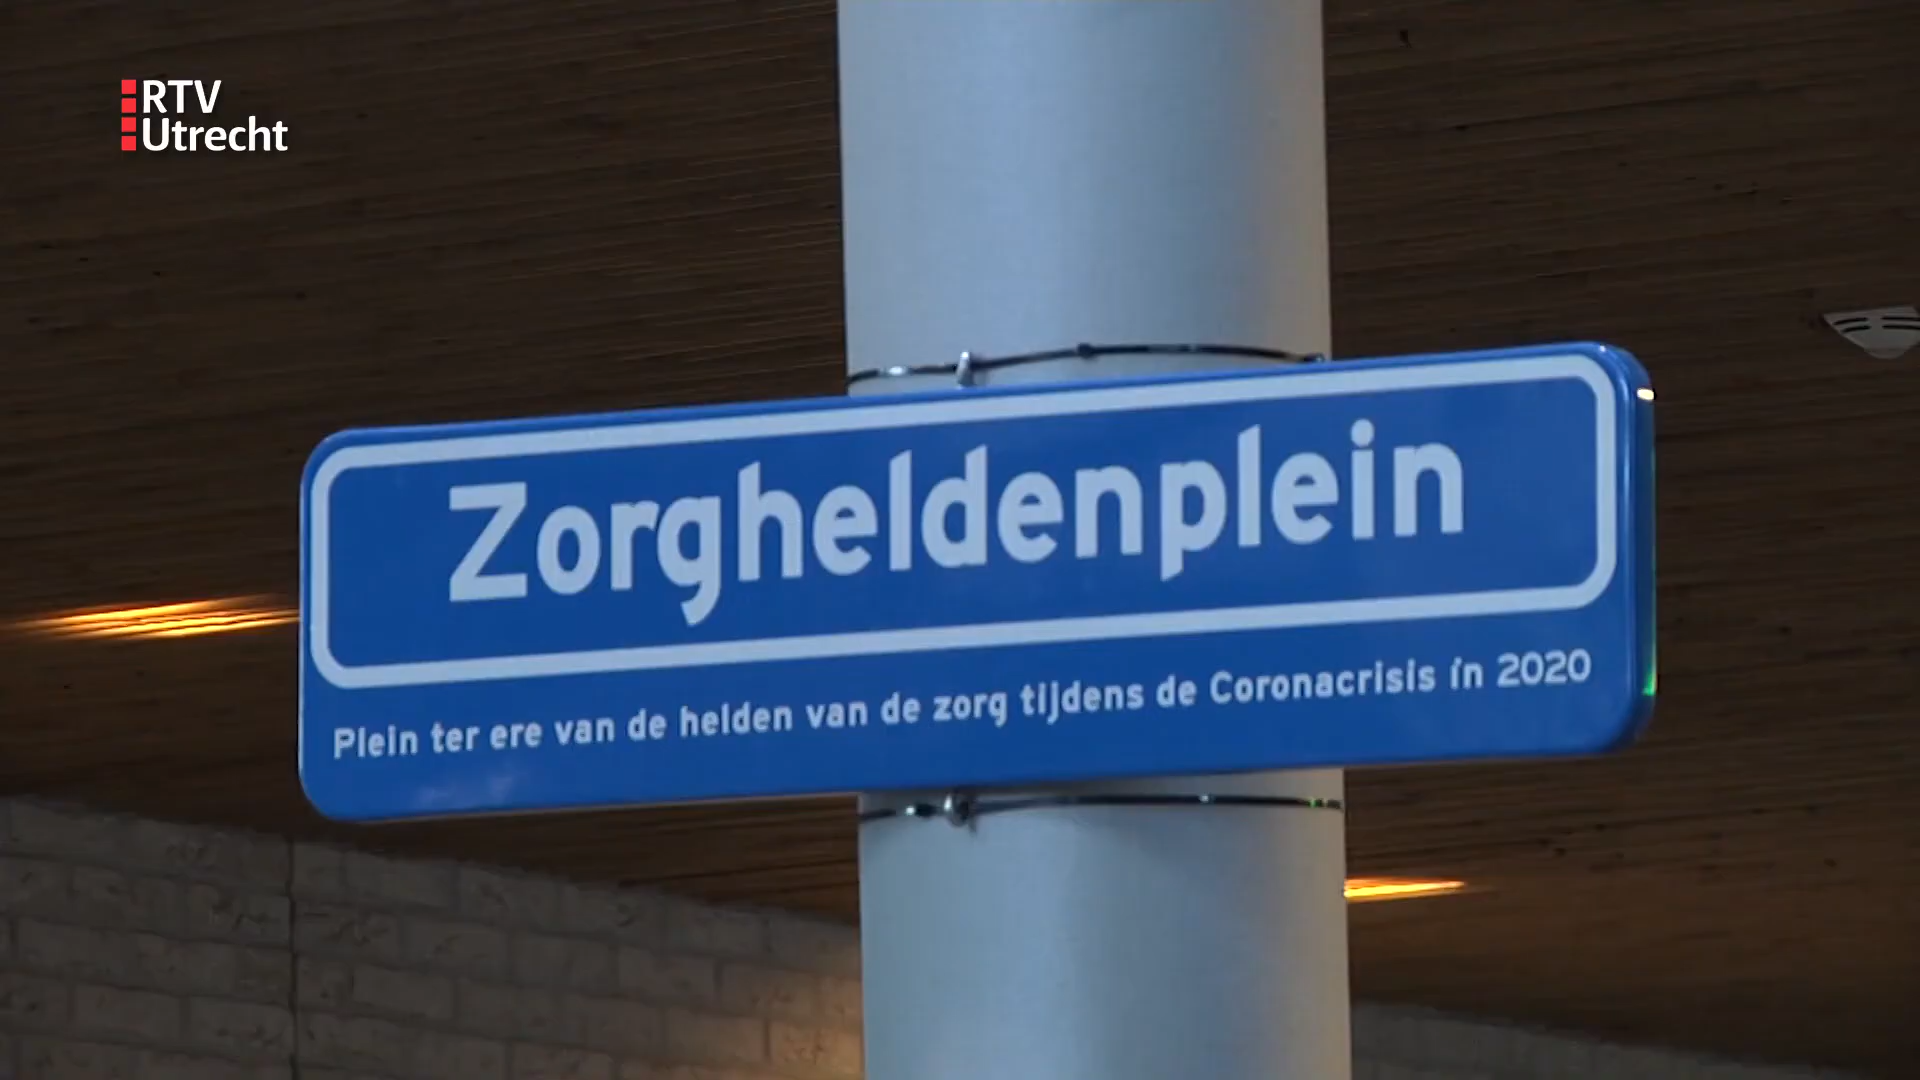 RTV
Utrecht
Zorgheldenplein
Plein ter ere van de helden van de zorg tijdens de Coronacrisis in 2020